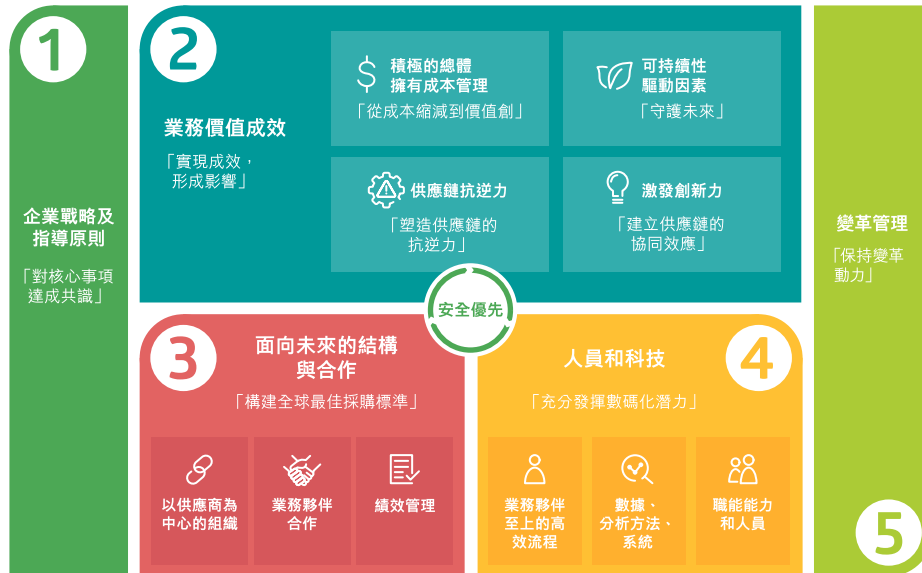 1
企業戰略及
指導原則
「對核心事項
達成共識」
2
業務價值成效
「實現成效，
形成影響」
積極的總體
擁有成本管理
「從成本縮減到價值創」
可持續性
驅動因素
「守護未來」
供應鏈抗逆力
「塑造供應鏈的
抗逆力」
激發創新力
「建立供應鏈的
協同效應」
安全優先
3
面向未來的結構
與合作
「構建全球最佳採購標準」
以供應商為
中心的組織
業務夥伴
合作
績效管理
4
人員和科技
「充分發揮數碼化潛力」
業務夥伴
至上的高
效流程
數據、
分析方法、
系統
職能能力
和人員
變革管理
「保持變革
動力」
5